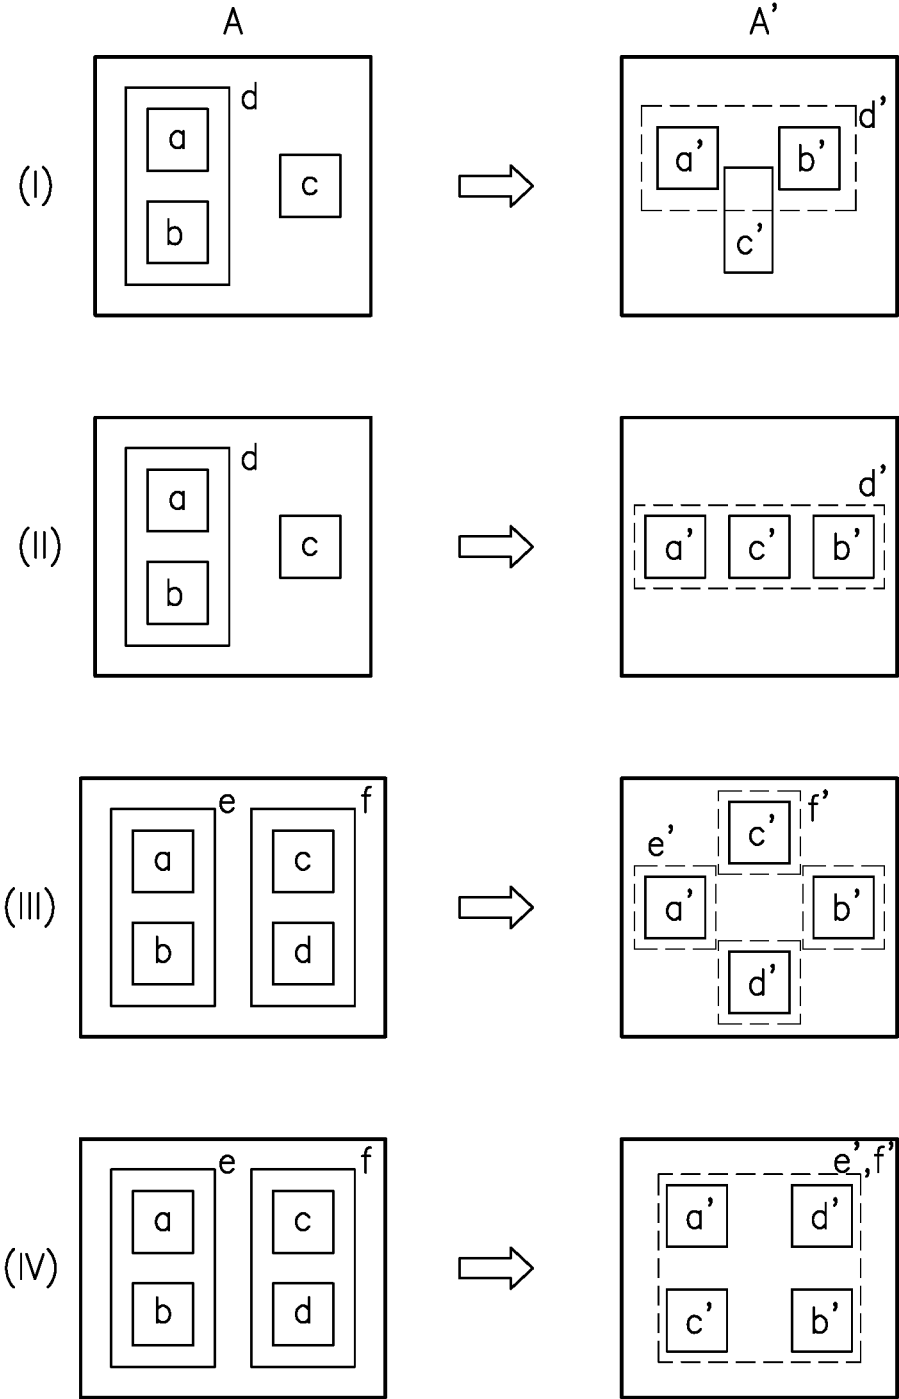 A A’
(I) d a b c d’ a’ b’ c’
(II) d a b c d’ a’ c’ b’
(III) e f a c b d e’ f’ c’ a’ b’ d’
(IV) e f a c b d e’,f’ a’ d’ c’ b’